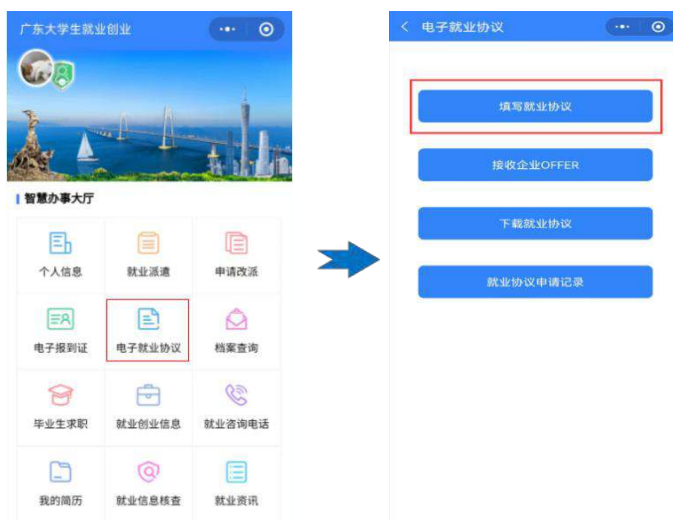 广东大学生就业创业
智慧办事大厅
个人信息
就业派遣
申请改派
电子报到证
电子就业协议
档案查询
毕业生求职
就业创业信息
就业咨询电话
我的简历
就业信息核查
就业资讯
电子就业协议
填写就业协议
接收企业OFFER
下载就业协议
就业协议申请记录